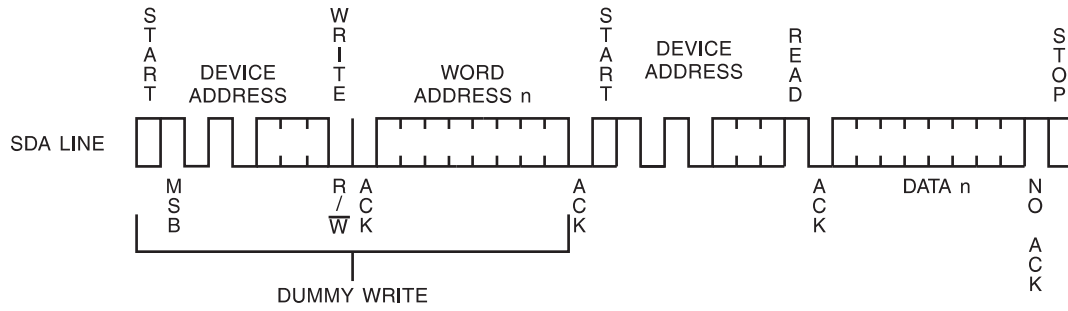 START
WRITE
START
READ
STOP
DEVICE
ADDRESS
WORD
ADDRESS n
DEVICE
ADDRESS
SDA LINE
MSB
R/W
ACK
ACK
ACK
DATA n
NO ACK
DUMMY WRITE